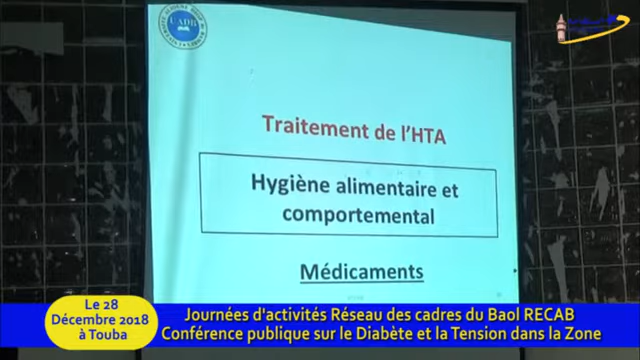 UADB
Traitement de l'HTA
Hygiène alimentaire et
comportemental
Médicaments
Le 28
Décembre 2018
à Touba
Journées d'activités Réseau des cadres du Baol RECAB
Conférence publique sur le Diabète et la Tension dans la Zone